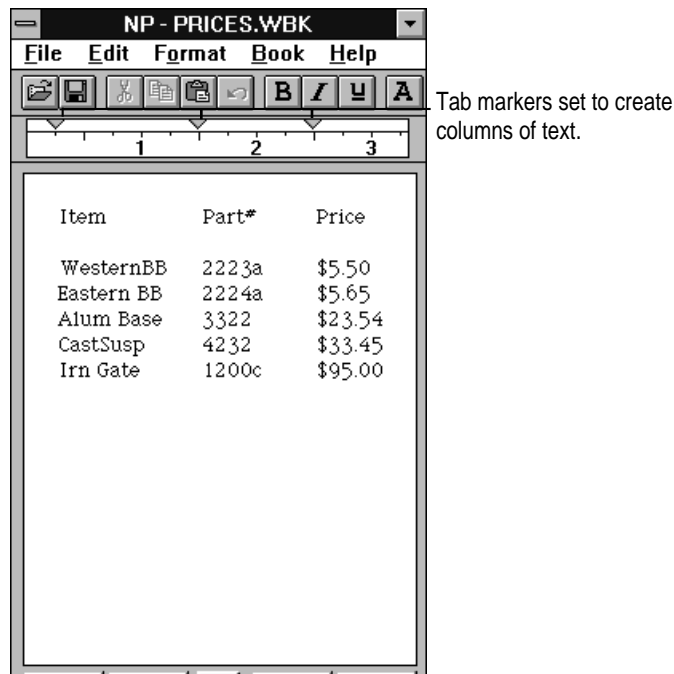 NP - PRICES.WBK
File Edit Format Book Help
B I U A
Tab markers set to create
columns of text.
1 2 3
Item Part# Price
WesternBB 2223a $5.50
Eastern BB 2224a $5.65
Alum Base 3322 $23.54
CastSusp 4232 $33.45
Irn Gate 1200c $95.00